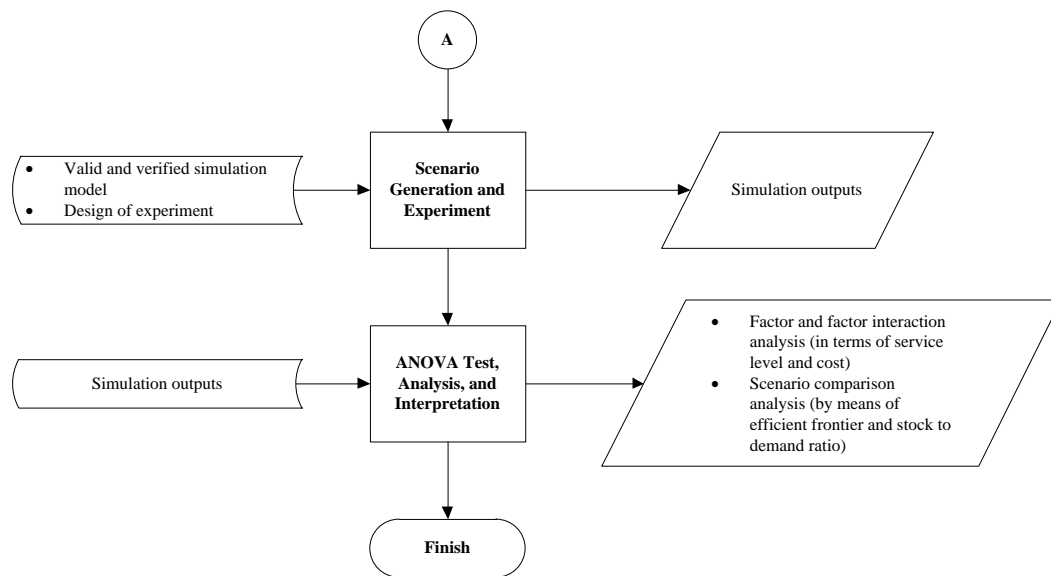 A
• Valid and verified simulation
model
• Design of experiment
Scenario
Generation and
Experiment
Simulation outputs
Simulation outputs
ANOVA Test,
Analysis, and
Interpretation
• Factor and factor interaction
analysis (in terms of service
level and cost)
• Scenario comparison
analysis (by means of
efficient frontier and stock to
demand ratio)
Finish